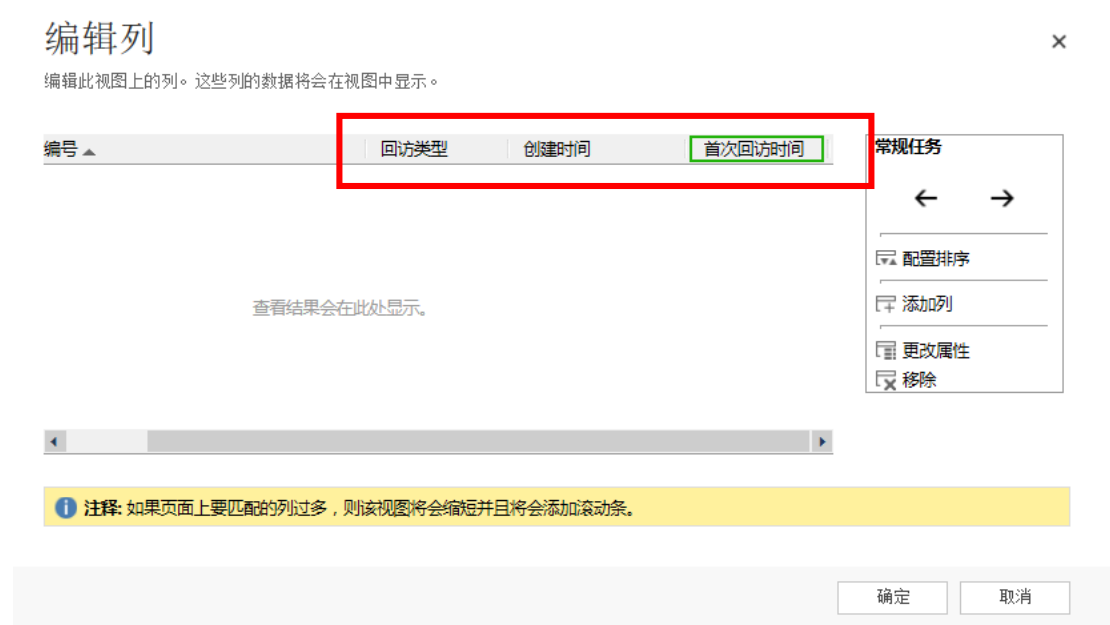 编辑列
编辑此视图上的列。这些列的数据将会在视图中显示。
编号 回访类型 创建时间 首次回访时间
常规任务
配置排序
查看结果会在此处显示。
添加列
更改属性
移除
注释: 如果页面上要匹配的列过多，则该视图将会缩短并且将会添加滚动条。
确定 取消